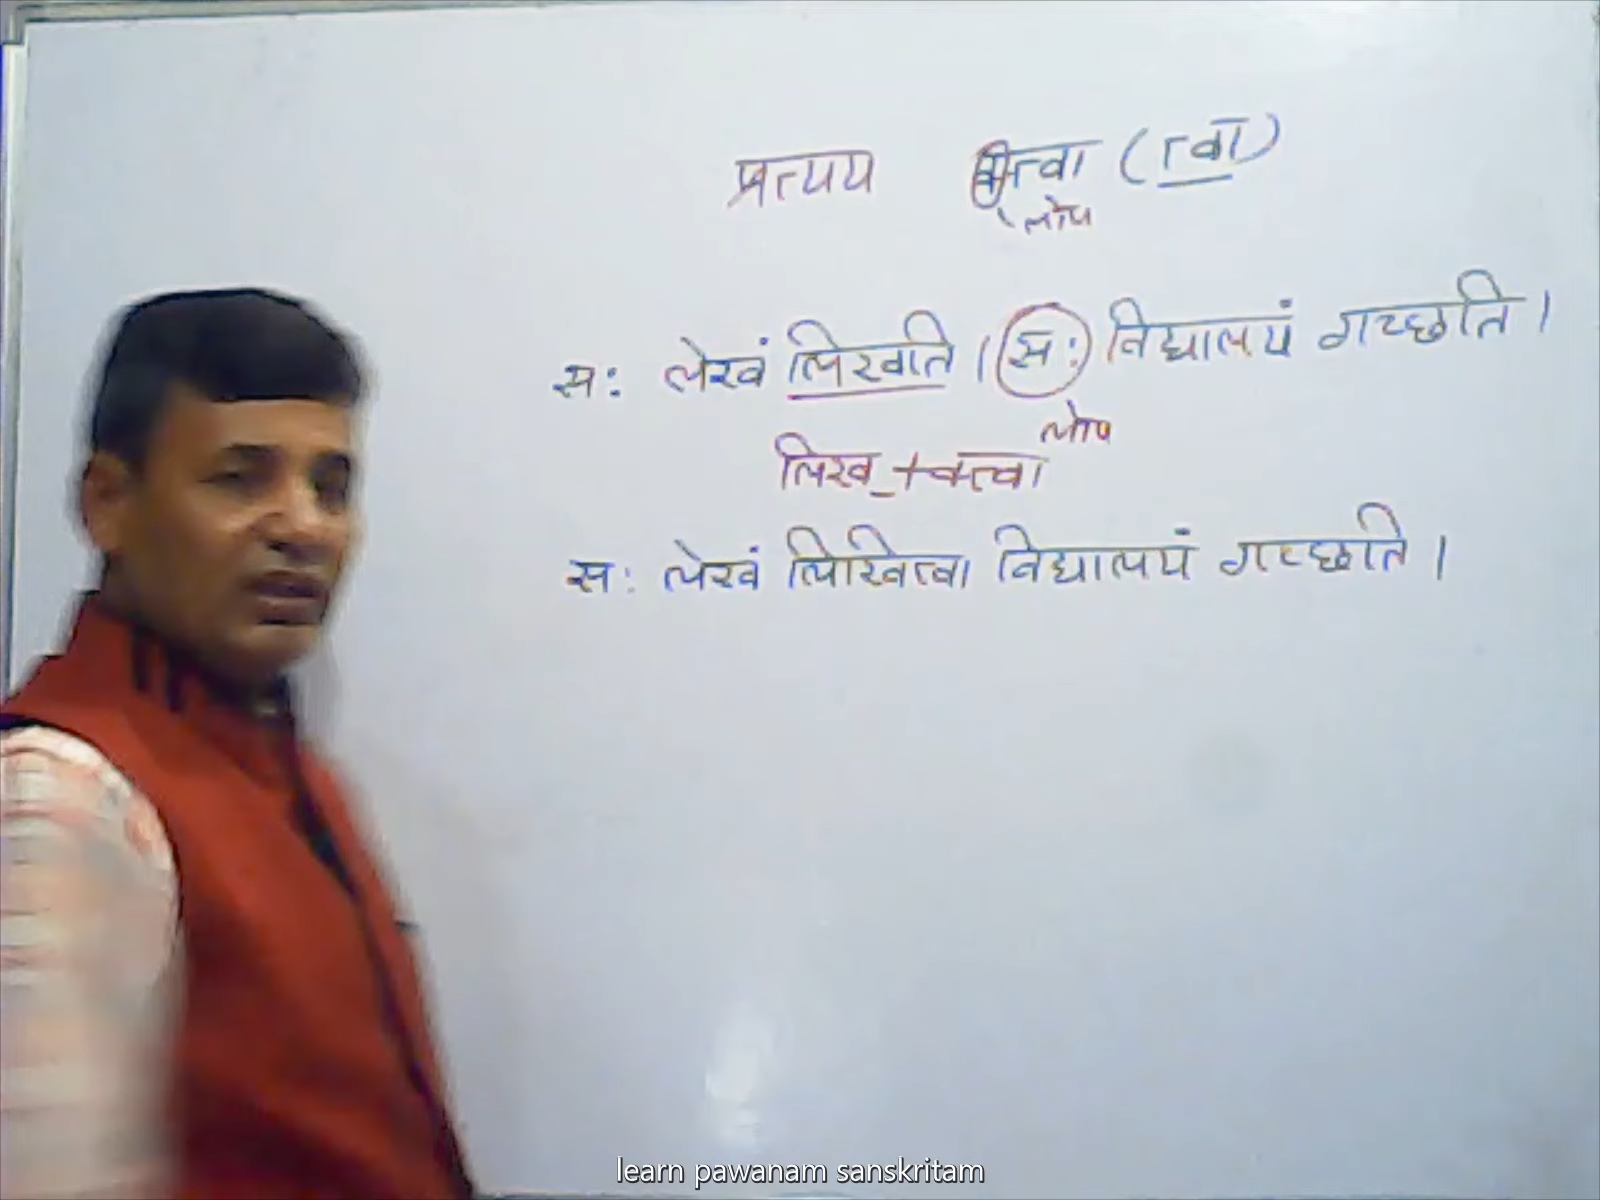 प्रत्यय क्त्वा (त्वा)
लोप
सः लेखं लिखति । सः विद्यालयं गच्छति ।
लोप
लिख् + क्त्वा
सः लेखं लिखित्वा विद्यालयं गच्छति ।
learn pawanam sanskritam